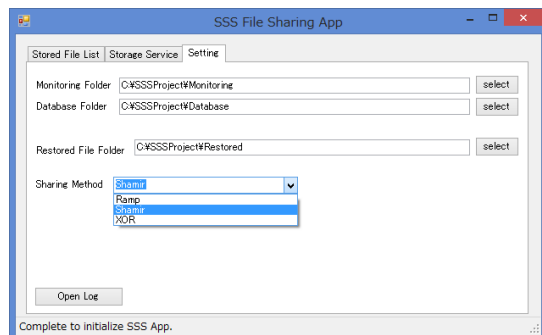 SSS File Sharing App
Stored File List Storage Service Setting
Monitoring Folder C:¥SSSProject¥Monitoring select
Database Folder C:¥SSSProject¥Database select
Restored File Folder C:¥SSSProject¥Restored select
Sharing Method Shamir
Ramp
Shamir
XOR
Open Log
Complete to initialize SSS App.